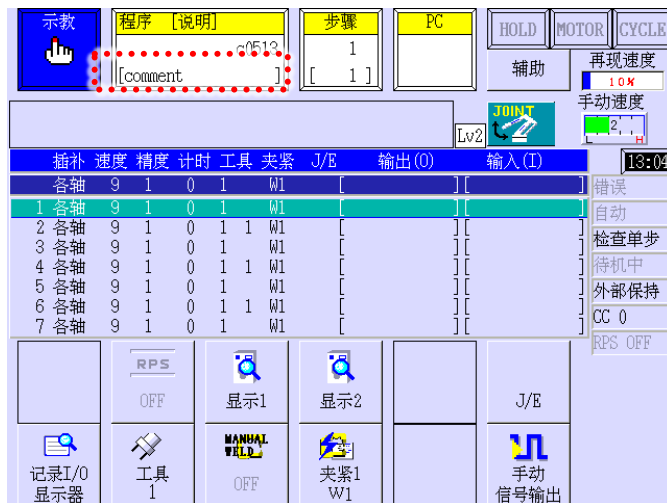 示教
程序 [说明]
步骤
PC
HOLD
MOTOR
CYCLE
1
[comment ]
[ 1 ]
辅助
再现速度
10%
手动速度
2
L H
JOINT
Lv2
插补 速度 精度 计时 工具 夹紧 J/E 输出(O) 输入(I)
13:04
各轴 9 1 0 1 W1 [ ][ ]
1 各轴 9 1 0 1 W1 [ ][ ]
2 各轴 9 1 0 1 1 W1 [ ][ ]
3 各轴 9 1 0 1 W1 [ ][ ]
4 各轴 9 1 0 1 1 W1 [ ][ ]
5 各轴 9 1 0 1 W1 [ ][ ]
6 各轴 9 1 0 1 1 W1 [ ][ ]
7 各轴 9 1 0 1 W1 [ ][ ]
错误
自动
检查单步
待机中
外部保持
CC 0
RPS OFF
RPS
OFF
显示1
显示2
J/E
记录I/O
显示器
工具
1
MANUAL
WELD
OFF
夹紧1
W1
手动
信号输出